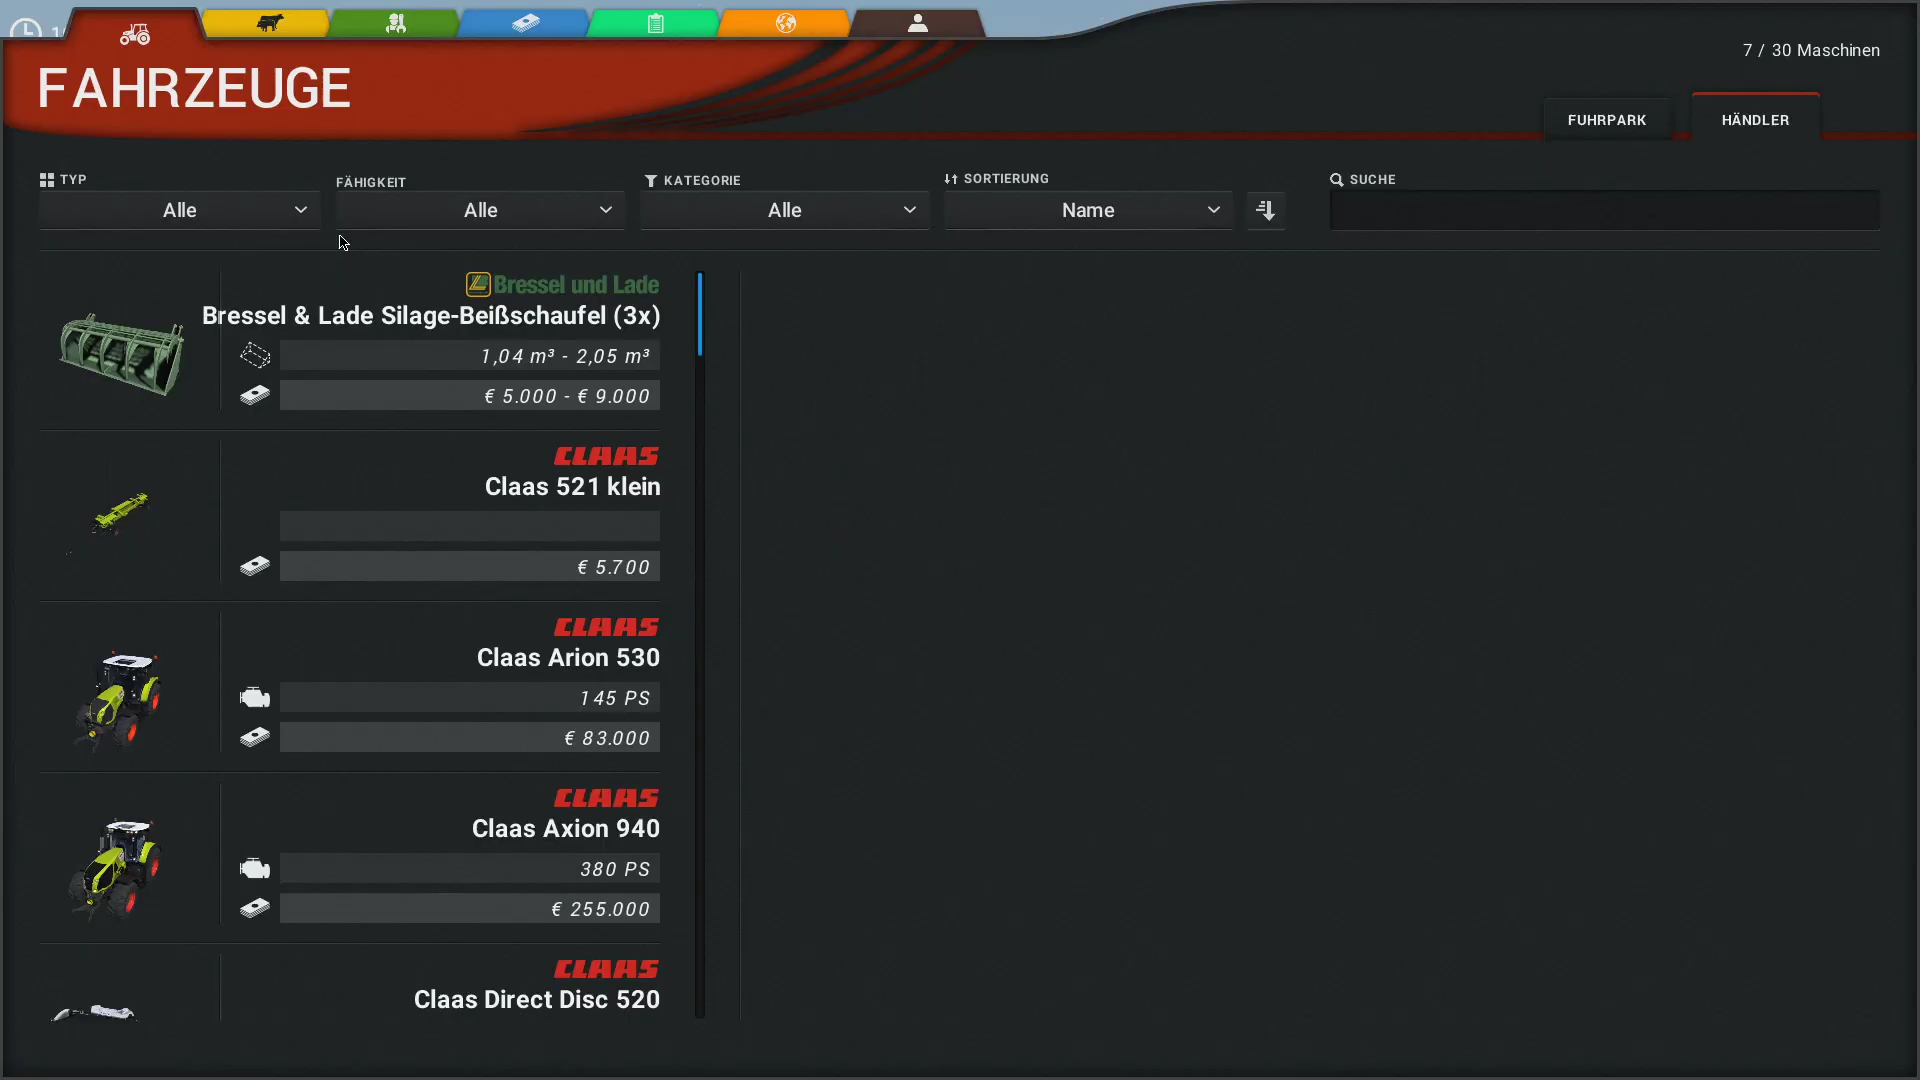 7 / 30 Maschinen
FAHRZEUGE
FUHRPARK
HÄNDLER
TYP
FÄHIGKEIT
KATEGORIE
SORTIERUNG
SUCHE
Alle
Alle
Alle
Name
Bressel und Lade
Bressel & Lade Silage-Beißschaufel (3x)
1,04 m³ - 2,05 m³
€ 5.000 - € 9.000
CLAAS
Claas 521 klein
€ 5.700
CLAAS
Claas Arion 530
145 PS
€ 83.000
CLAAS
Claas Axion 940
380 PS
€ 255.000
CLAAS
Claas Direct Disc 520